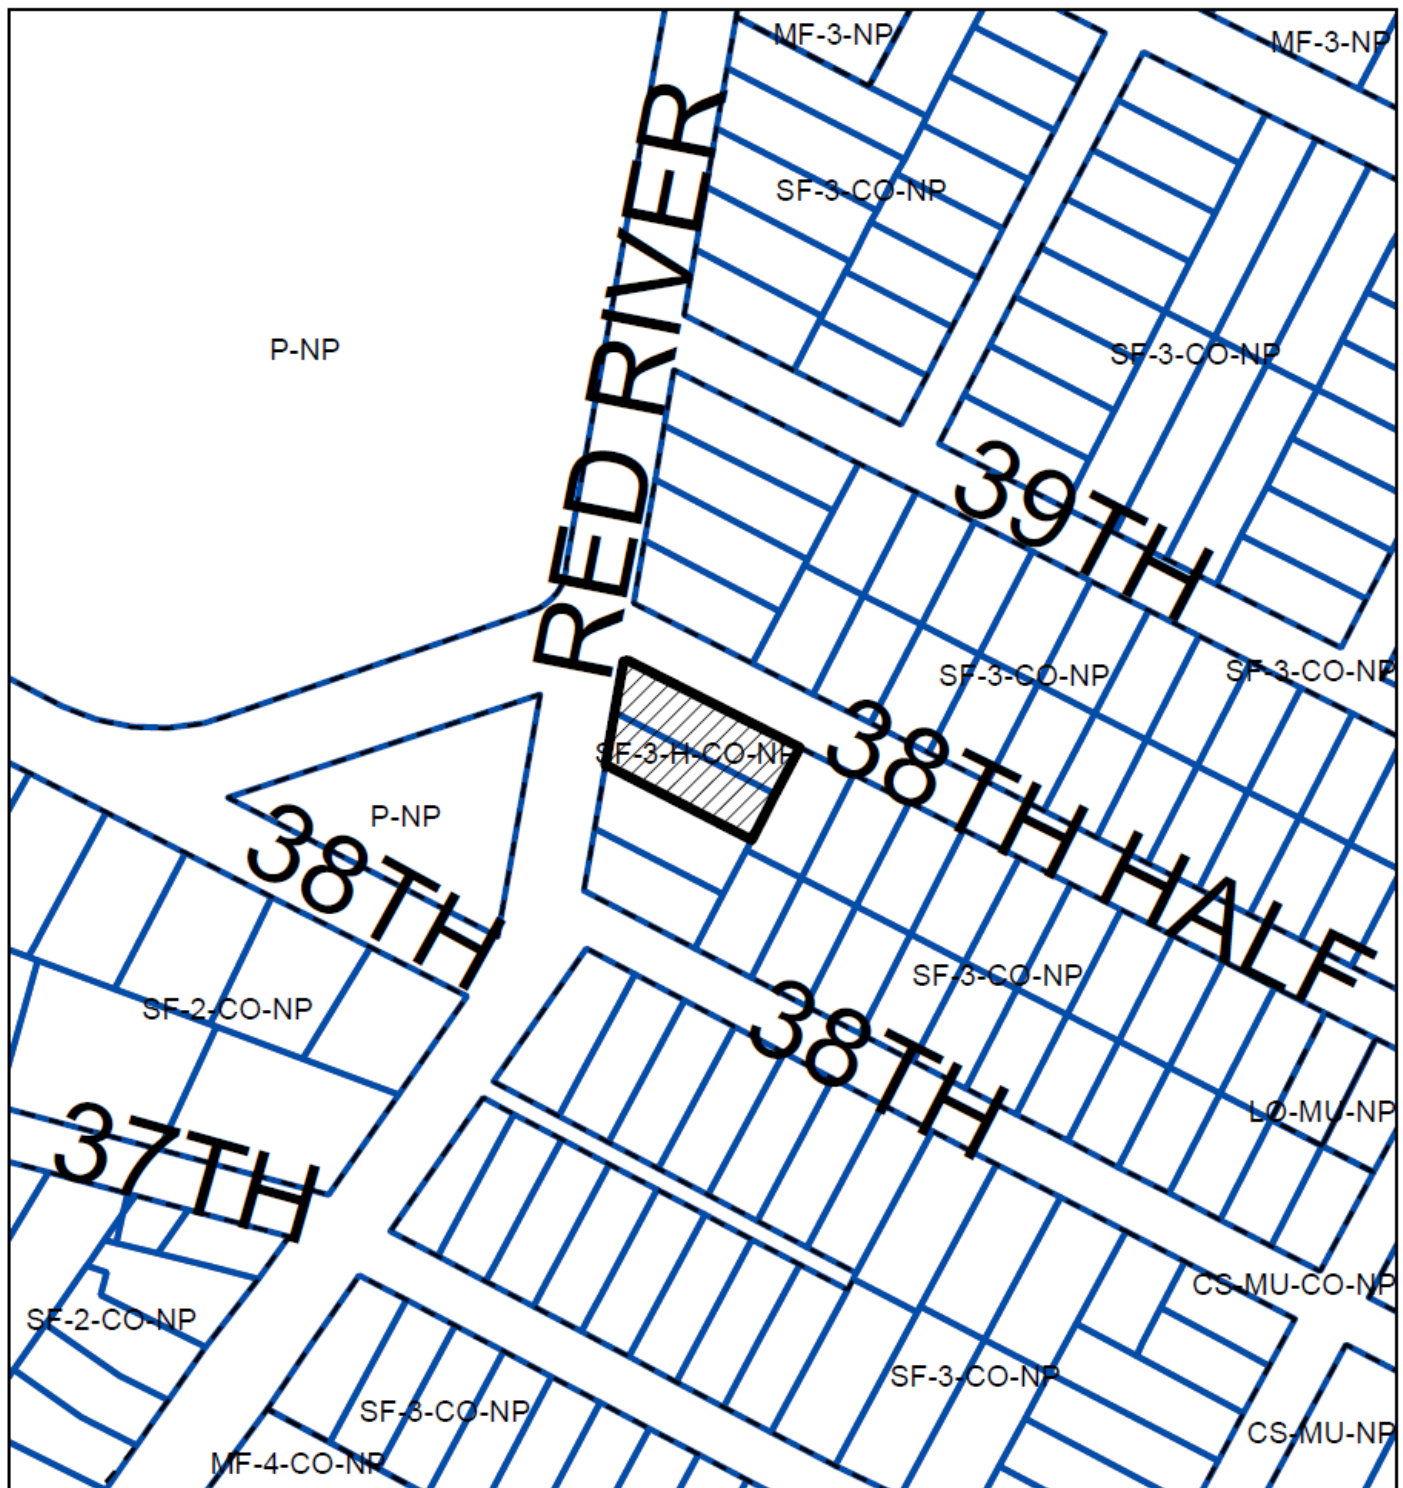 MF-3-NP
MF-3-NP
RED RIVER
SF-3-CO-NP
P-NP
SF-3-CO-NP
39TH
SF-3-CO-NP
SF-3-CO-NP
SF-3-H-CO-NP
38TH HALF
P-NP
38TH
SF-3-CO-NP
SF-2-CO-NP
38TH
LO-MU-NP
37TH
CS-MU-CO-NP
SF-2-CO-NP
SF-3-CO-NP
SF-3-CO-NP
CS-MU-NP
MF-4-CO-NP